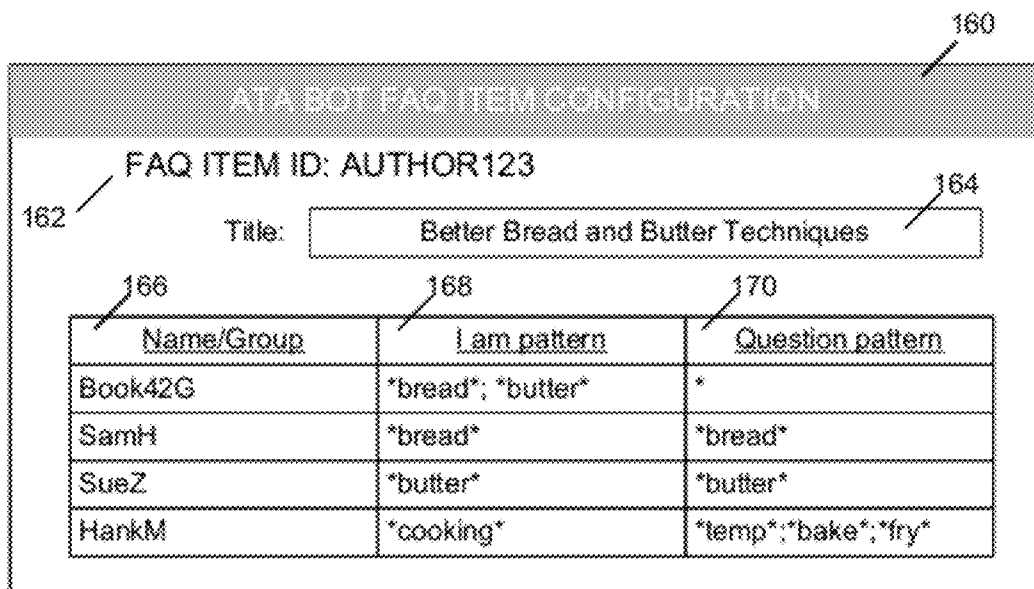 160
ATA BOT FAQ ITEM CONFIGURATION
FAQ ITEM ID: AUTHOR123
162
164
Title: Better Bread and Butter Techniques
166 168 170
Name/Group I am pattern Question pattern
Book42G *bread*; *butter* *
SamH *bread* *bread*
SueZ *butter* *butter*
HankM *cooking* *temp*;*bake*;*fry*